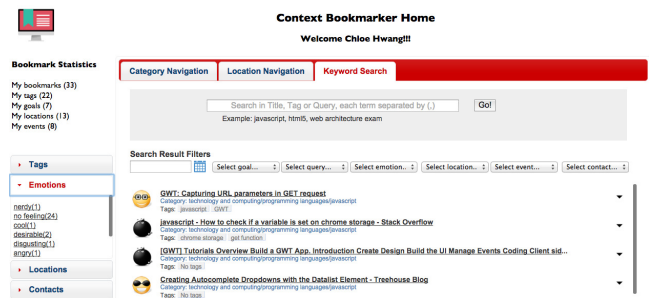 Context Bookmarker Home
Welcome Chloe Hwang!!!
Bookmark Statistics
My bookmarks (33)
My tags (22)
My goals (7)
My locations (13)
My events (8)
Tags
Emotions
nerdy(1)
no feeling(24)
cool(1)
desirable(2)
disgusting(1)
angry(1)
Locations
Contacts
Category Navigation
Location Navigation
Keyword Search
Search in Title, Tag or Query, each term separated by (,)
Go!
Example: javascript, html5, web architecture exam
Search Result Filters
Select goal...
Select query...
Select emotion..
Select location..
Select event...
Select contact...
GWT: Capturing URL parameters in GET request
Category: technology and computing/programming languages/javascript
Tags: javascript GWT
javascript - How to check if a variable is set on chrome storage - Stack Overflow
Category: technology and computing/programming languages/javascript
Tags: chrome storage get function
[GWT] Tutorials Overview Build a GWT App. Introduction Create Design Build the UI Manage Events Coding Client sid...
Category: technology and computing/programming languages/javascript
Tags: No tags
Creating Autocomplete Dropdowns with the Datalist Element - Treehouse Blog
Category: technology and computing/programming languages/javascript
Tags: No tags